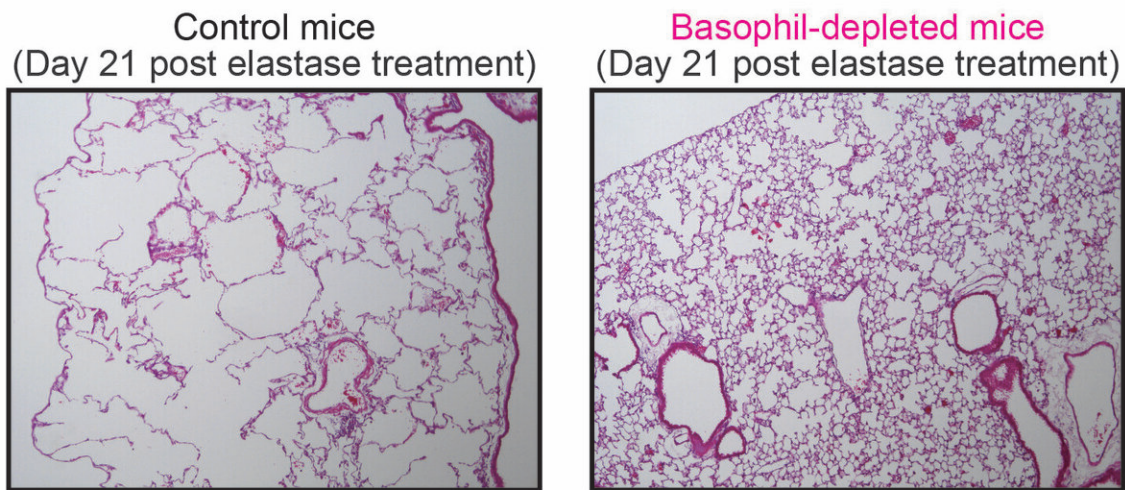 Control mice
(Day 21 post elastase treatment)
Basophil-depleted mice
(Day 21 post elastase treatment)